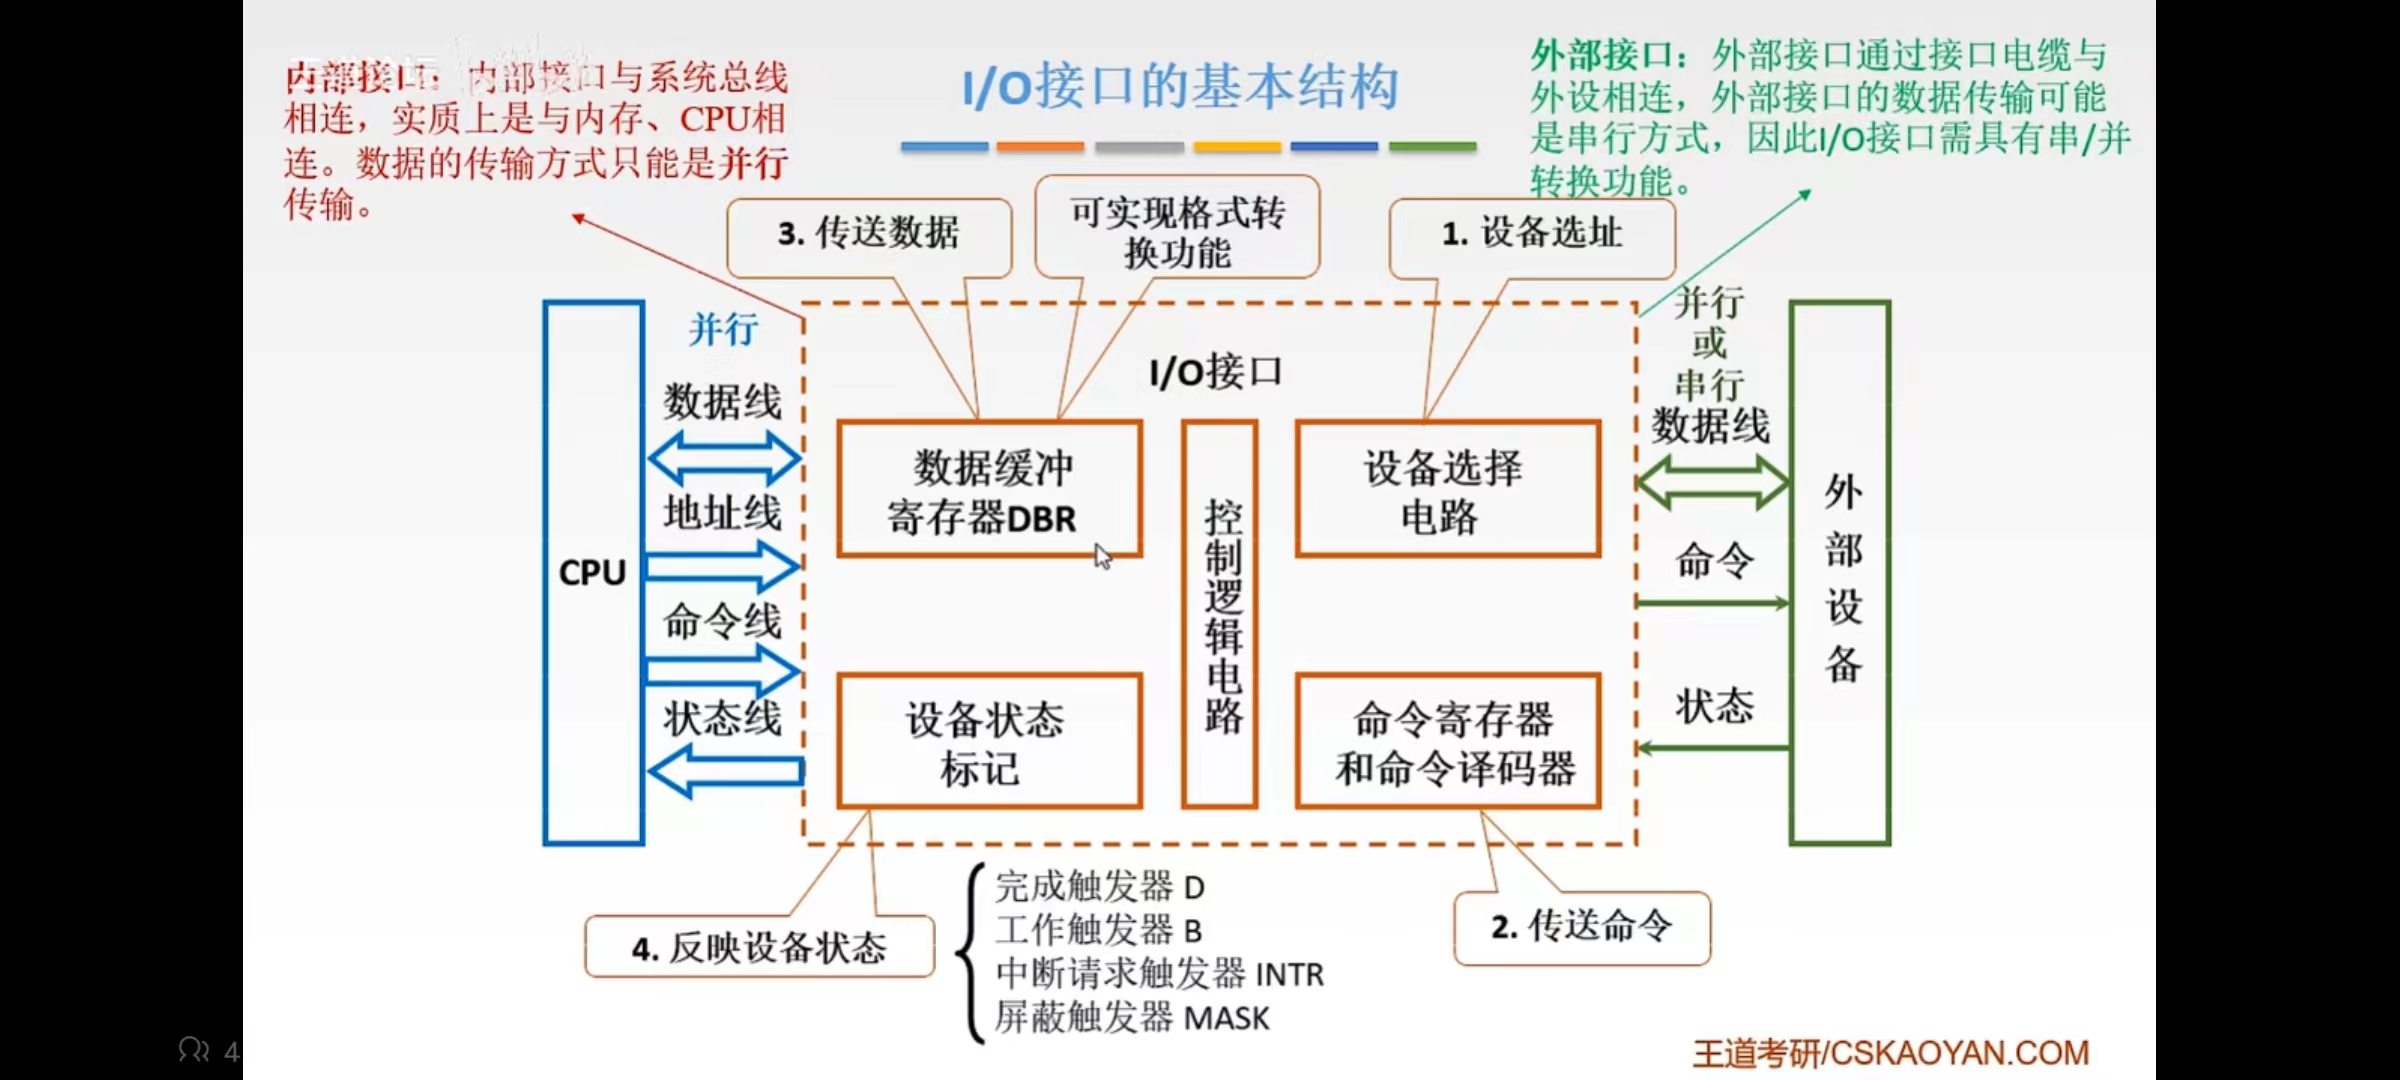 I/O接口的基本结构
内部接口：内部接口与系统总线
相连，实质上是与内存、CPU相
连。数据的传输方式只能是并行
传输。
外部接口：外部接口通过接口电缆与
外设相连，外部接口的数据传输可能
是串行方式，因此I/O接口需具有串/并
转换功能。
3. 传送数据
可实现格式转
换功能
1. 设备选址
并行
数据线
地址线
命令线
状态线
CPU
I/O接口
数据缓冲
寄存器DBR
控制逻辑电路
设备选择
电路
设备状态
标记
命令寄存器
和命令译码器
并行
或
串行
数据线
命令
状态
外部设备
4. 反映设备状态
完成触发器 D
工作触发器 B
中断请求触发器 INTR
屏蔽触发器 MASK
2. 传送命令
王道考研/CSKAOYAN.COM
4